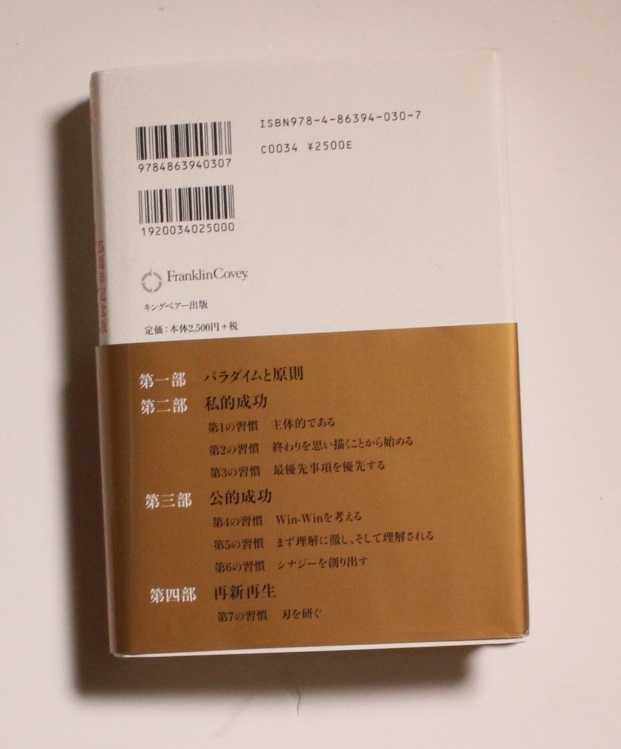 ISBN978-4-86394-030-7
9784863940307
C0034 ¥2500E
1920034025000
FranklinCovey
キングベアー出版
定価：本体2,500円＋税
第一部 パラダイムと原則
第二部 私的成功
第1の習慣 主体的である
第2の習慣 終わりを思い描くことから始める
第3の習慣 最優先事項を優先する
第三部 公的成功
第4の習慣 Win-Winを考える
第5の習慣 まず理解に徹し、そして理解される
第6の習慣 シナジーを創り出す
第四部 再新再生
第7の習慣 刃を研ぐ